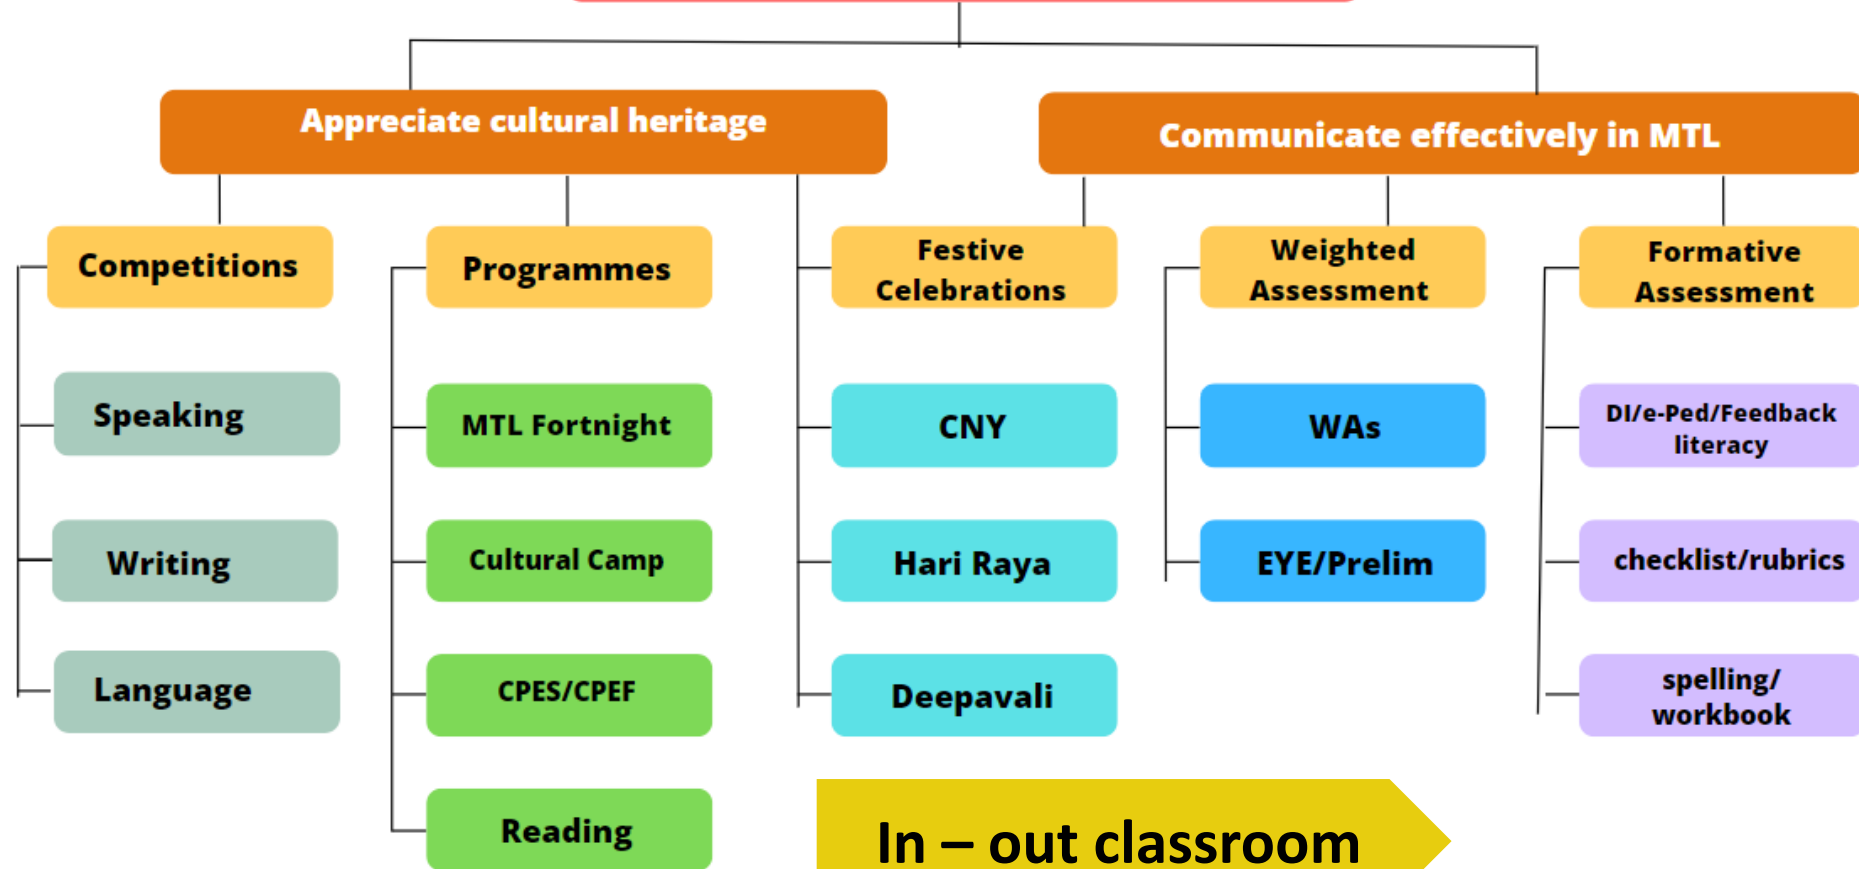 Appreciate cultural heritage
Communicate effectively in MTL
Competitions
Speaking
Writing
Language
Programmes
MTL Fortnight
Cultural Camp
CPES/CPEF
Reading
Festive
Celebrations
CNY
Hari Raya
Deepavali
Weighted
Assessment
WAs
EYE/Prelim
Formative
Assessment
DI/e-Ped/Feedback
literacy
checklist/rubrics
spelling/
workbook
In – out classroom